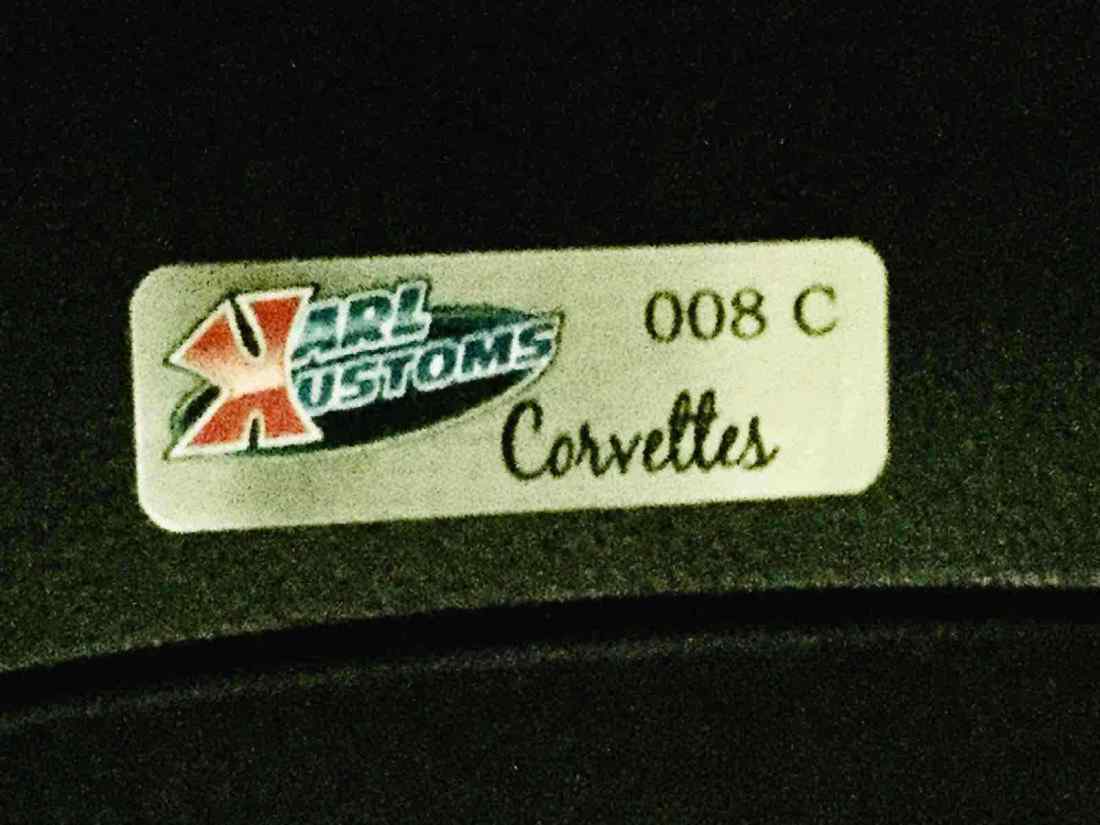 KARL
KUSTOMS
008 C
Corvettes